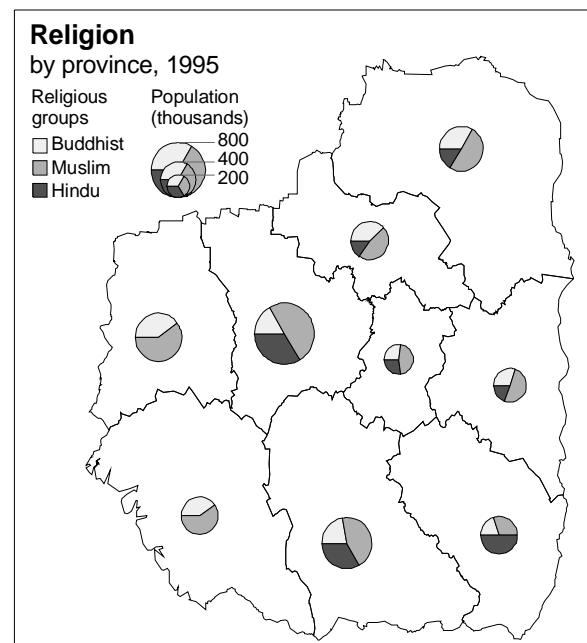 Religion
by province, 1995
Religious groups
Buddhist
Muslim
Hindu
Population (thousands)
800
400
200